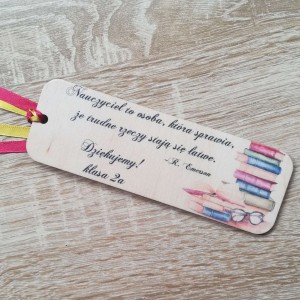 Nauczyciel to osoba, która sprawia,
że trudne rzeczy stają się łatwe.
~R. Emerson
Dziękujemy!
klasa 2a